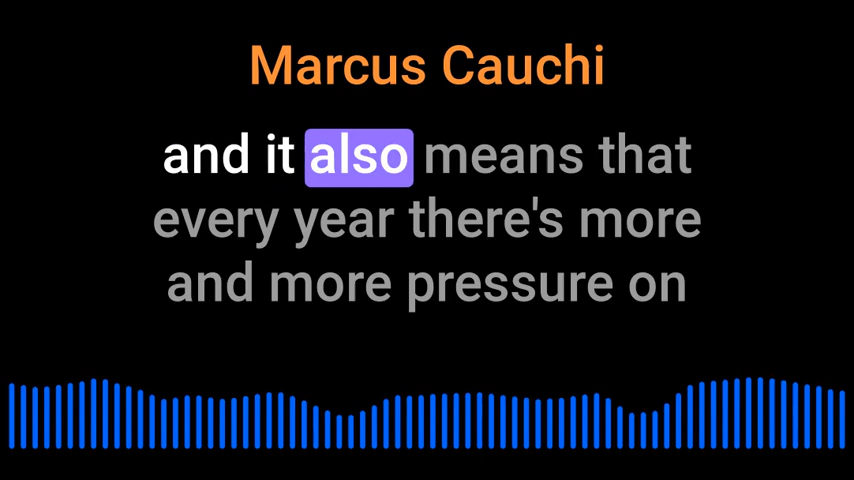 Marcus Cauchi
and it also means that
every year there's more
and more pressure on